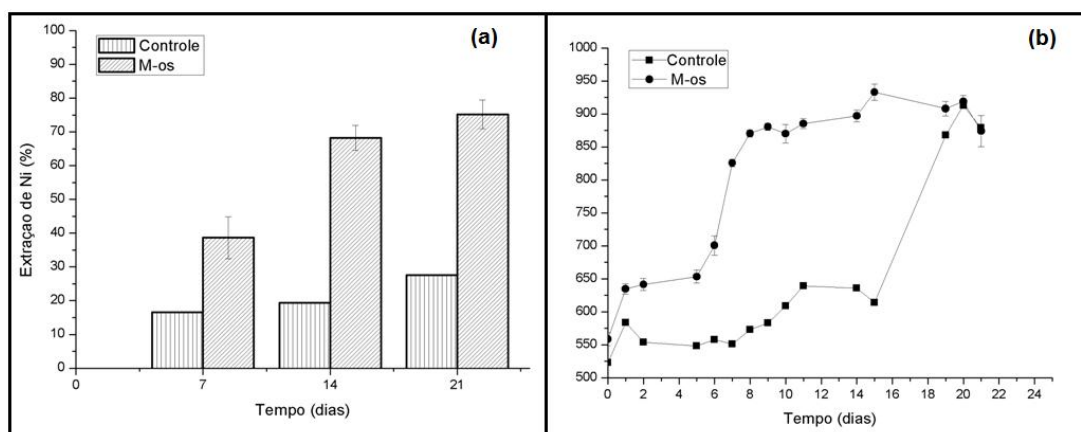 (a)
Controle
M-os
100
90
80
70
60
50
40
30
20
10
0
Extraçao de Ni (%)
0 7 14 21
Tempo (dias)
(b)
Controle
M-os
1000
950
900
850
800
750
700
650
600
550
500
0 2 4 6 8 10 12 14 16 18 20 22 24
Tempo (dias)